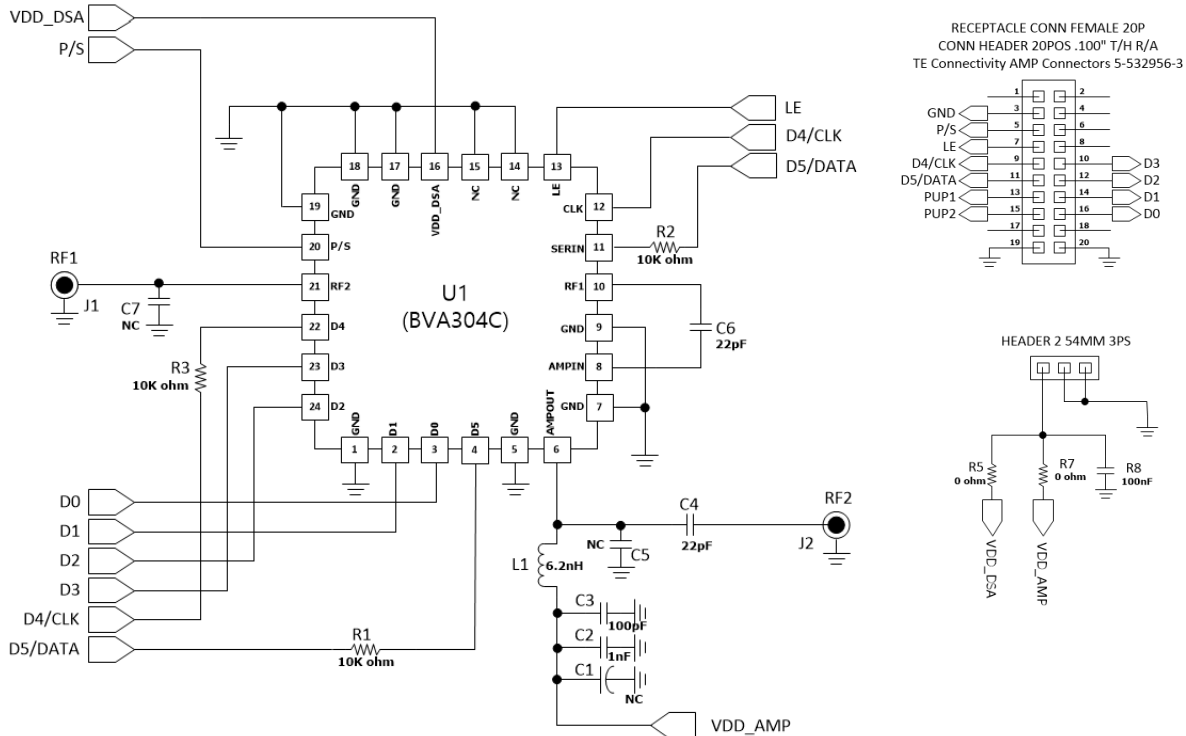 VDD_DSA
P/S
RECEPTACLE CONN FEMALE 20P
CONN HEADER 20POS .100" T/H R/A
TE Connectivity AMP Connectors 5-532956-3
1 2
GND 3 4
P/S 5 6
LE 7 8
D4/CLK 9 10 D3
D5/DATA 11 12 D2
PUP1 13 14 D1
PUP2 15 16 D0
17 18
19 20
LE
D4/CLK
D5/DATA
18 17 16 15 14 13
GND GND VDD_DSA NC NC LE
19 GND
20 P/S
21 RF2
22 D4
23 D3
24 D2
CLK 12
SERIN 11
RF1 10
GND 9
AMPIN 8
GND 7
R2
10K ohm
U1
(BVA304C)
RF1
J1
C7
NC
R3
10K ohm
C6
22pF
GND D1 D0 D5 GND AMPOUT
1 2 3 4 5 6
HEADER 2 54MM 3PS
R5
0 ohm
R7
0 ohm
R8
100nF
VDD_DSA
VDD_AMP
D0
D1
D2
D3
D4/CLK
D5/DATA
R1
10K ohm
C4
22pF
RF2
J2
NC
C5
L1
6.2nH
C3
100pF
C2
1nF
C1
NC
VDD_AMP